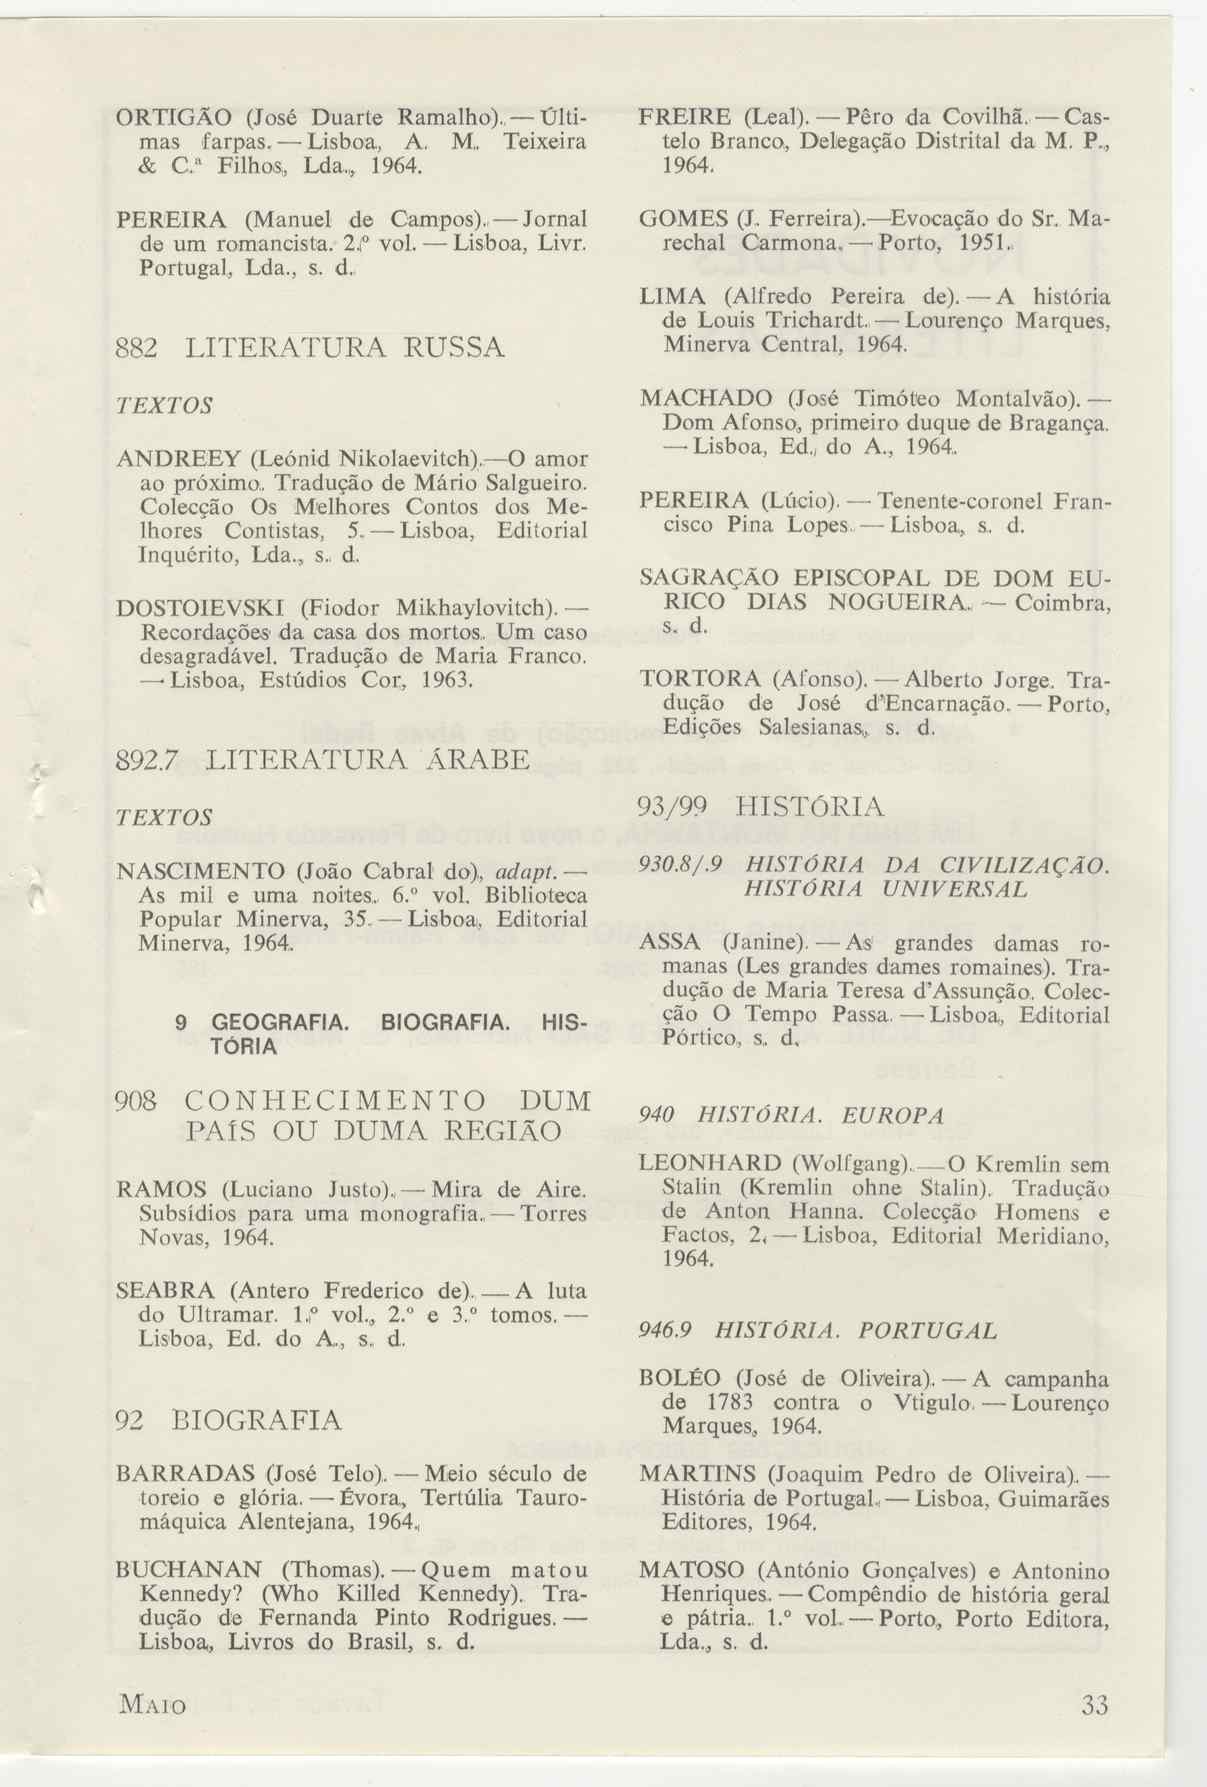 ORTIGÃO (José Duarte Ramalho). — Últi-
mas farpas. — Lisboa, A. M. Teixeira
& C.ª Filhos, Lda., 1964.
PEREIRA (Manuel de Campos). — Jornal
de um romancista. 2.º vol. — Lisboa, Livr.
Portugal, Lda., s. d.
882 LITERATURA RUSSA
TEXTOS
ANDREEY (Leónid Nikolaevitch). — O amor
ao próximo. Tradução de Mário Salgueiro.
Colecção Os Melhores Contos dos Me-
lhores Contistas, 5. — Lisboa, Editorial
Inquérito, Lda., s. d.
DOSTOIEVSKI (Fiodor Mikhaylovitch). —
Recordações da casa dos mortos. Um caso
desagradável. Tradução de Maria Franco.
— Lisboa, Estúdios Cor, 1963.
892.7 LITERATURA ÁRABE
TEXTOS
NASCIMENTO (João Cabral do), adapt. —
As mil e uma noites. 6.º vol. Biblioteca
Popular Minerva, 35. — Lisboa, Editorial
Minerva, 1964.
9 GEOGRAFIA. BIOGRAFIA. HIS-
TÓRIA
908 CONHECIMENTO DUM
PAÍS OU DUMA REGIÃO
RAMOS (Luciano Justo). — Mira de Aire.
Subsídios para uma monografia. — Torres
Novas, 1964.
SEABRA (Antero Frederico de). — A luta
do Ultramar. 1.º vol., 2.º e 3.º tomos. —
Lisboa, Ed. do A., s. d.
92 BIOGRAFIA
BARRADAS (José Telo). — Meio século de
toreio e glória. — Évora, Tertúlia Tauro-
máquica Alentejana, 1964.
BUCHANAN (Thomas). — Quem matou
Kennedy? (Who Killed Kennedy). Tra-
dução de Fernanda Pinto Rodrigues. —
Lisboa, Livros do Brasil, s. d.
FREIRE (Leal). — Pêro da Covilhã. — Cas-
telo Branco, Delegação Distrital da M. P.,
1964.
GOMES (J. Ferreira). — Evocação do Sr. Ma-
rechal Carmona. — Porto, 1951.
LIMA (Alfredo Pereira de). — A história
de Louis Trichardt. — Lourenço Marques,
Minerva Central, 1964.
MACHADO (José Timóteo Montalvão). —
Dom Afonso, primeiro duque de Bragança.
— Lisboa, Ed. do A., 1964.
PEREIRA (Lúcio). — Tenente-coronel Fran-
cisco Pina Lopes. — Lisboa, s. d.
SAGRAÇÃO EPISCOPAL DE DOM EU-
RICO DIAS NOGUEIRA. — Coimbra,
s. d.
TORTORA (Afonso). — Alberto Jorge. Tra-
dução de José d'Encarnação. — Porto,
Edições Salesianas, s. d.
93/99 HISTÓRIA
930.8/.9 HISTÓRIA DA CIVILIZAÇÃO.
HISTÓRIA UNIVERSAL
ASSA (Janine). — As grandes damas ro-
manas (Les grandes dames romaines). Tra-
dução de Maria Teresa d'Assunção. Colec-
ção O Tempo Passa. — Lisboa, Editorial
Pórtico, s. d.
940 HISTÓRIA. EUROPA
LEONHARD (Wolfgang). — O Kremlin sem
Stalin (Kremlin ohne Stalin). Tradução
de Anton Hanna. Colecção Homens e
Factos, 2. — Lisboa, Editorial Meridiano,
1964.
946.9 HISTÓRIA. PORTUGAL
BOLÉO (José de Oliveira). — A campanha
de 1783 contra o Vtigulo. — Lourenço
Marques, 1964.
MARTINS (Joaquim Pedro de Oliveira). —
História de Portugal. — Lisboa, Guimarães
Editores, 1964.
MATOSO (António Gonçalves) e Antonino
Henriques. — Compêndio de história geral
e pátria. 1.º vol. — Porto, Porto Editora,
Lda., s. d.
MAIO
33